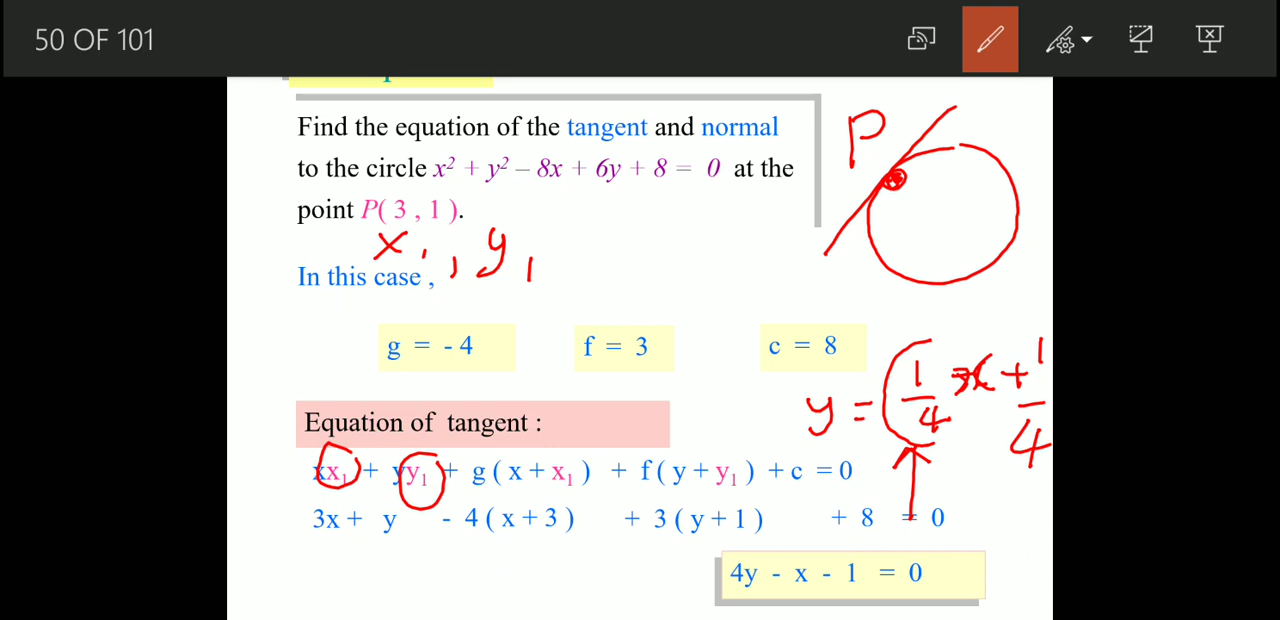 50 OF 101
Find the equation of the tangent and normal
to the circle x² + y² – 8x + 6y + 8 = 0 at the
point P( 3 , 1 ).
x₁ , y₁
In this case ,
P
g = - 4 f = 3 c = 8
y = ( 1/4 x + 1/4
Equation of tangent :
xx₁ + yy₁ + g ( x + x₁ ) + f ( y + y₁ ) + c = 0
3x + y - 4 ( x + 3 ) + 3 ( y + 1 ) + 8 = 0
4y - x - 1 = 0